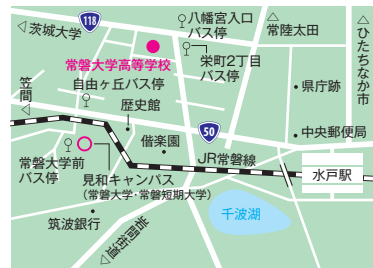 118
八幡宮入口
バス停
△
常陸太田
△
ひたちなか市
◁
茨城大学
常磐大学高等学校
栄町2丁目
バス停
自由ヶ丘バス停
笠間
◁
歴史館
県庁跡
50
偕楽園
中央郵便局
常磐大学前
バス停
JR常磐線
水戸駅
見和キャンパス
(常磐大学・常磐短期大学)
筑波銀行
千波湖
岩間街道
◁